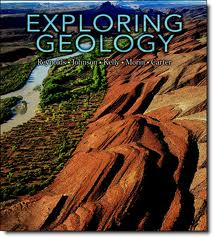 EXPLORING
GEOLOGY
Reynolds • Johnson • Kelly • Morin • Carter